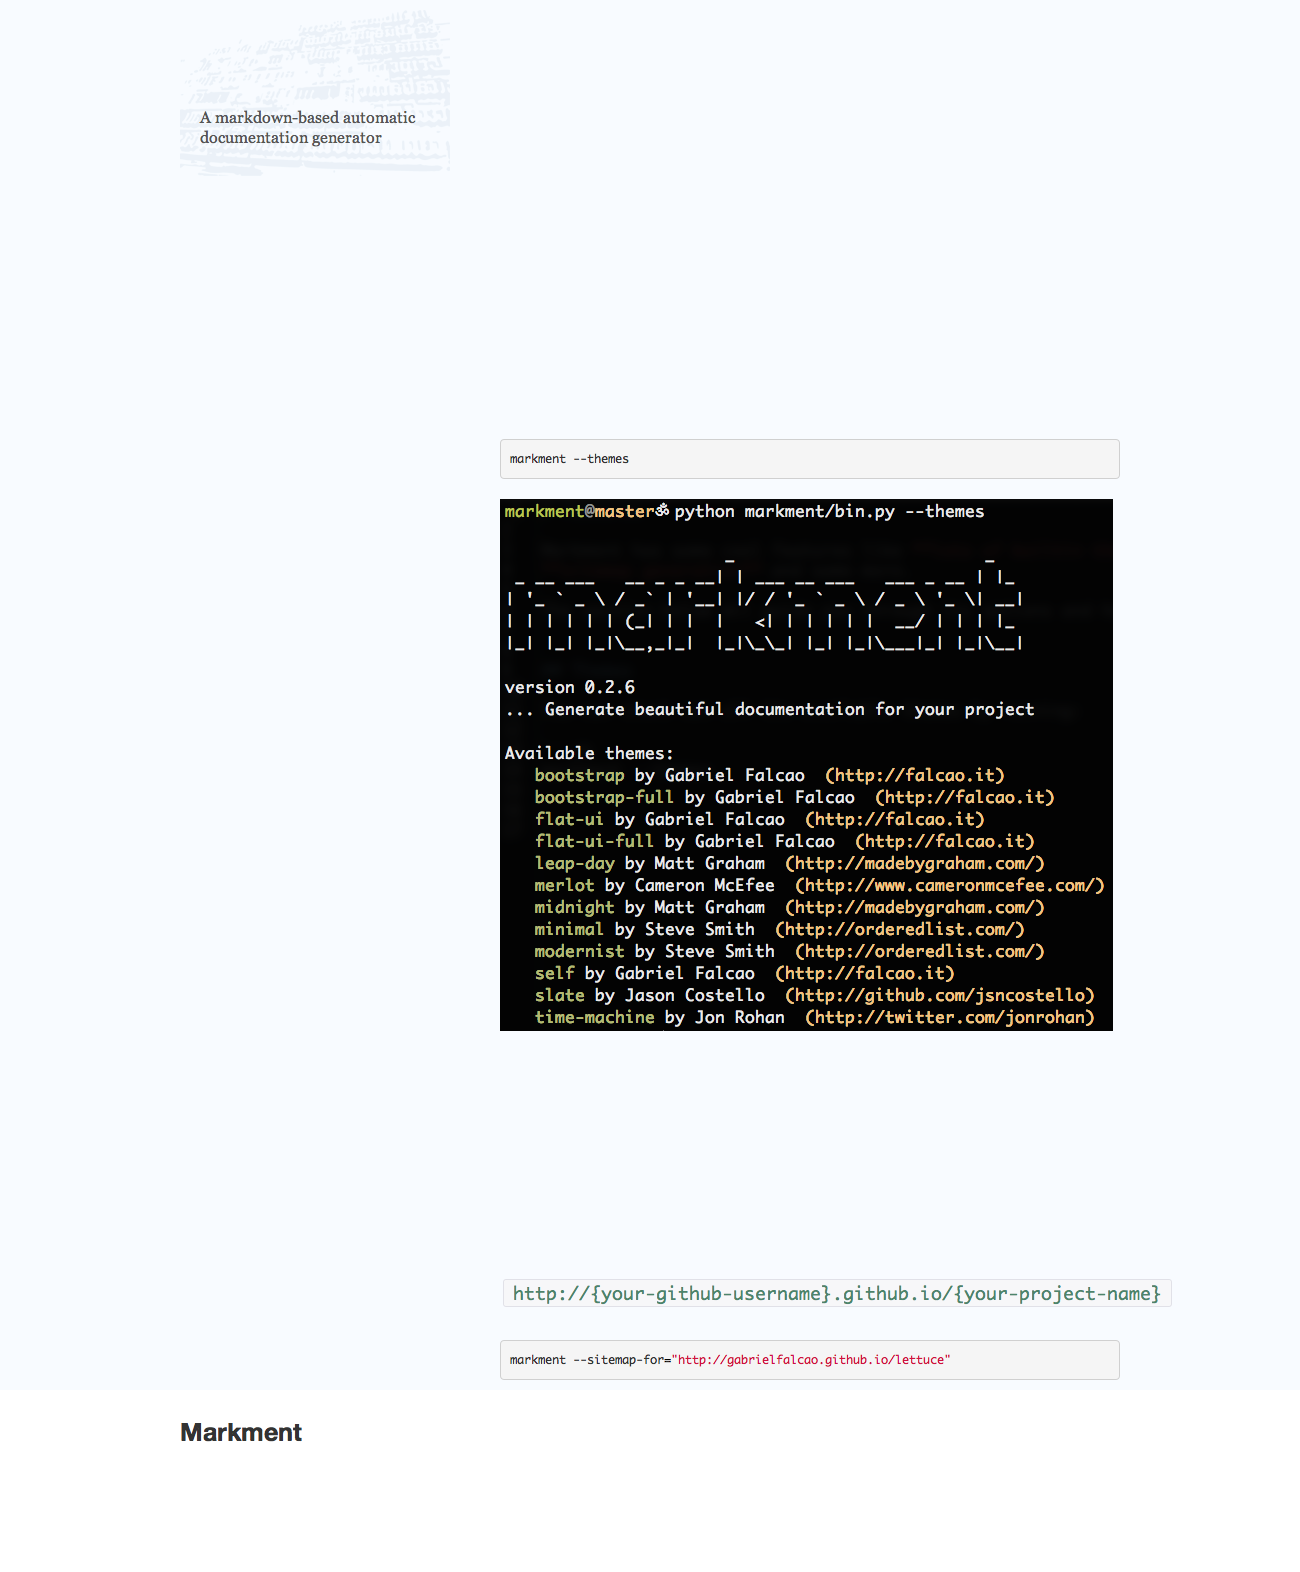 A markdown-based automatic
documentation generator
markment --themes
markment@master🕉 python markment/bin.py --themes
markment
version 0.2.6
... Generate beautiful documentation for your project
Available themes:
bootstrap by Gabriel Falcao (http://falcao.it)
bootstrap-full by Gabriel Falcao (http://falcao.it)
flat-ui by Gabriel Falcao (http://falcao.it)
flat-ui-full by Gabriel Falcao (http://falcao.it)
leap-day by Matt Graham (http://madebygraham.com/)
merlot by Cameron McEfee (http://www.cameronmcefee.com/)
midnight by Matt Graham (http://madebygraham.com/)
minimal by Steve Smith (http://orderedlist.com/)
modernist by Steve Smith (http://orderedlist.com/)
self by Gabriel Falcao (http://falcao.it)
slate by Jason Costello (http://github.com/jsncostello)
time-machine by Jon Rohan (http://twitter.com/jonrohan)
http://{your-github-username}.github.io/{your-project-name}
markment --sitemap-for="http://gabrielfalcao.github.io/lettuce"
Markment